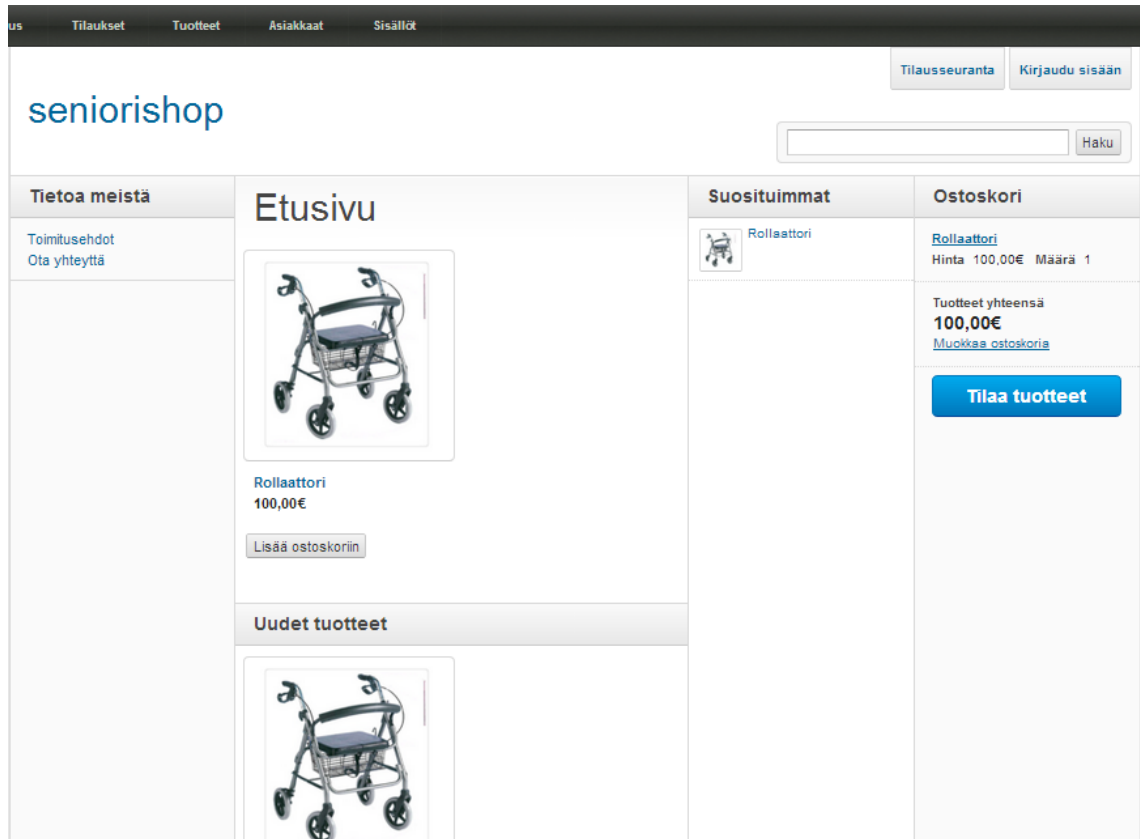 us Tilaukset Tuotteet Asiakkaat Sisällöt
Tilausseuranta Kirjaudu sisään
seniorishop
Haku
Tietoa meistä
Toimitusehdot
Ota yhteyttä
Etusivu
Rollaattori
100,00€
Lisää ostoskoriin
Uudet tuotteet
Suosituimmat
Rollaattori
Ostoskori
Rollaattori
Hinta 100,00€ Määrä 1
Tuotteet yhteensä
100,00€
Muokkaa ostoskoria
Tilaa tuotteet